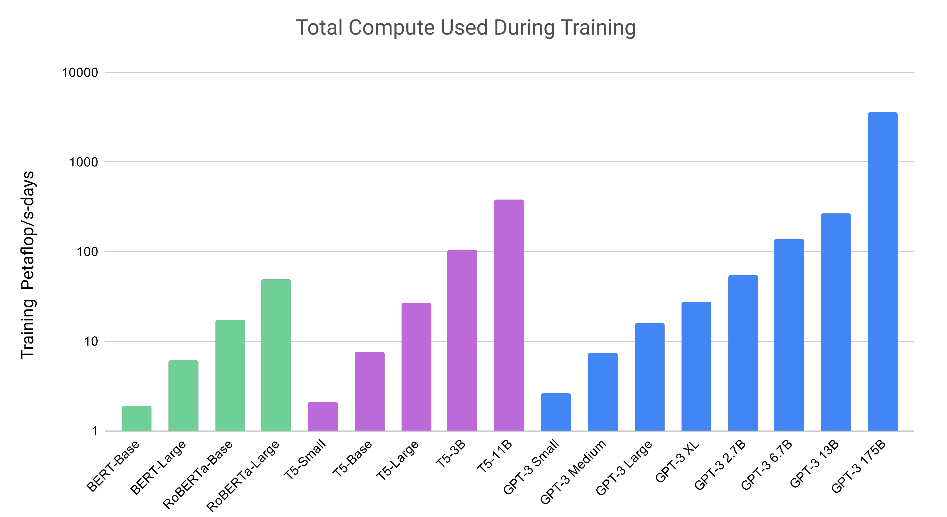 Total Compute Used During Training
Training Petaflop/s-days
10000
1000
100
10
1
BERT-Base
BERT-Large
RoBERTa-Base
RoBERTa-Large
T5-Small
T5-Base
T5-Large
T5-3B
T5-11B
GPT-3 Small
GPT-3 Medium
GPT-3 Large
GPT-3 XL
GPT-3 2.7B
GPT-3 6.7B
GPT-3 13B
GPT-3 175B